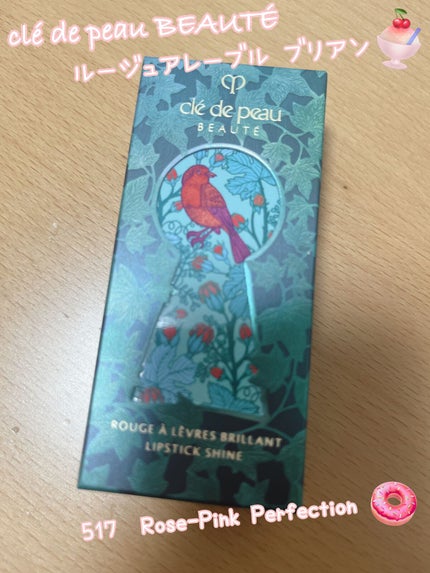 clé de peau BEAUTÉ
ルージュアレーブル ブリアン
clé de peau
BEAUTÉ
ROUGE À LÈVRES BRILLANT
LIPSTICK SHINE
517 Rose-Pink Perfection